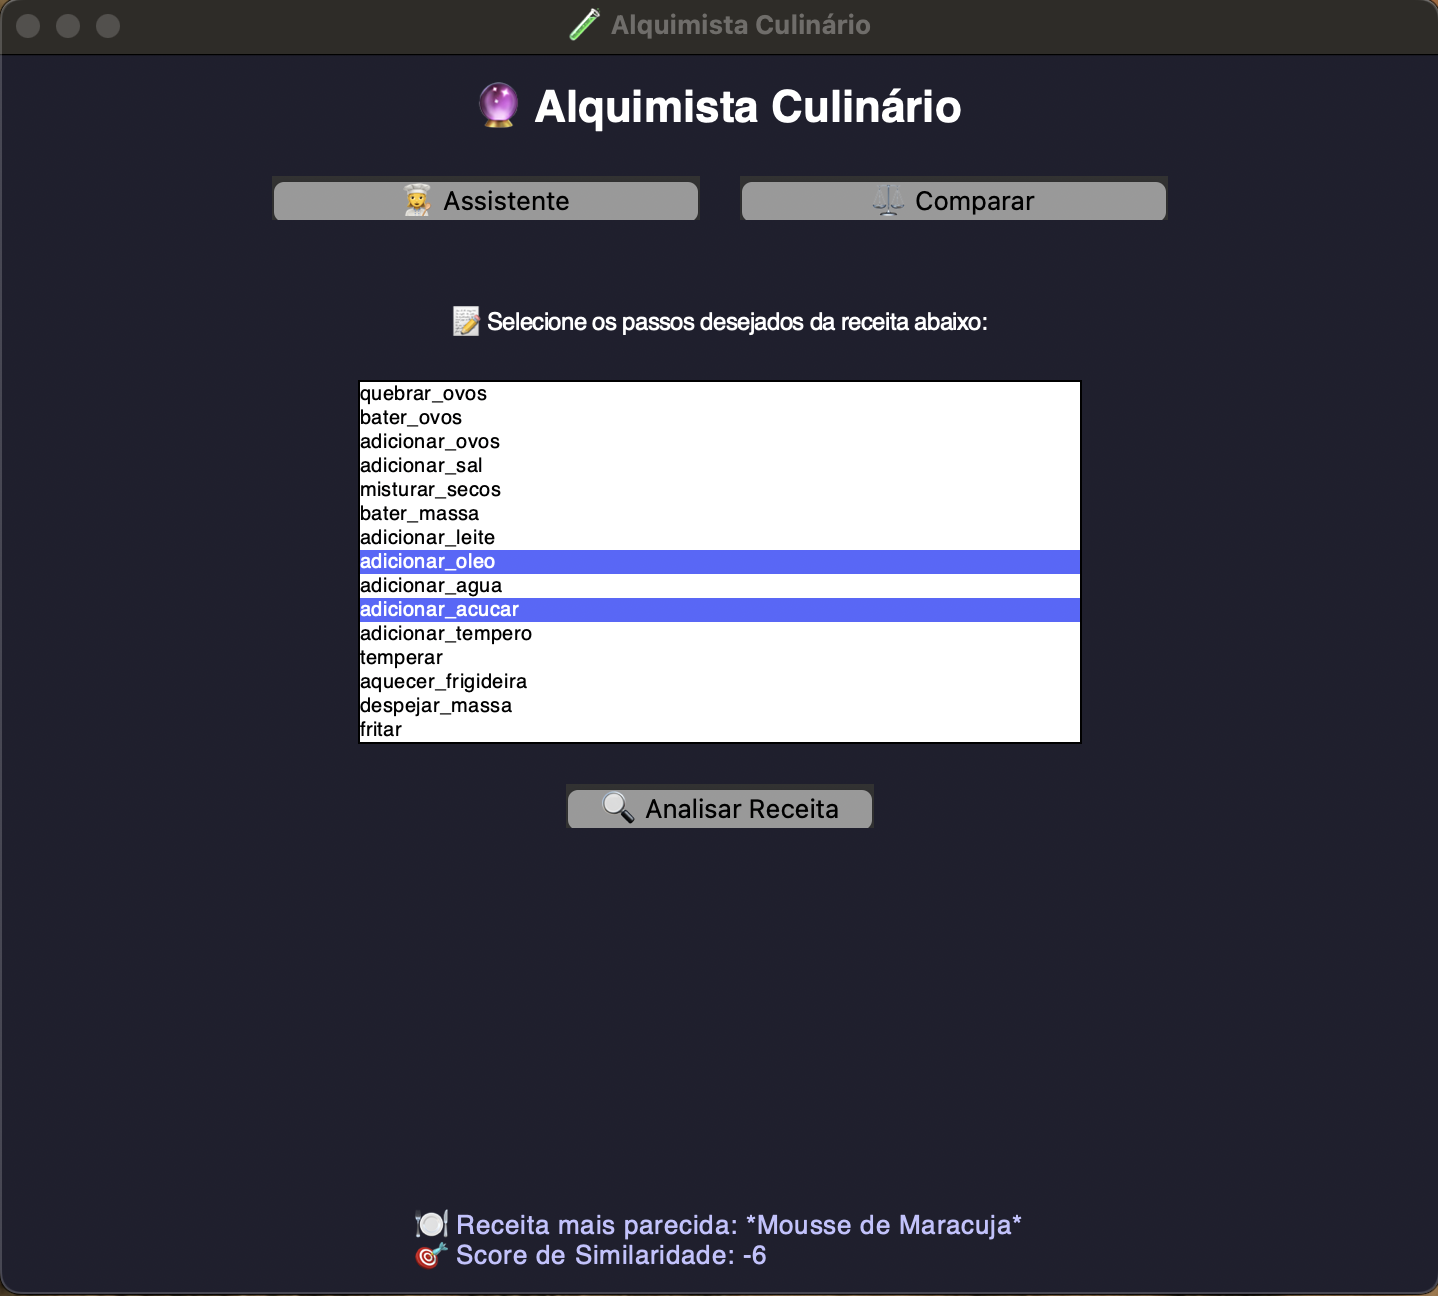 Alquimista Culinário
Alquimista Culinário
Assistente
Comparar
Selecione os passos desejados da receita abaixo:
quebrar_ovos
bater_ovos
adicionar_ovos
adicionar_sal
misturar_secos
bater_massa
adicionar_leite
adicionar_oleo
adicionar_agua
adicionar_acucar
adicionar_tempero
temperar
aquecer_frigideira
despejar_massa
fritar
Analisar Receita
Receita mais parecida: *Mousse de Maracuja*
Score de Similaridade: -6